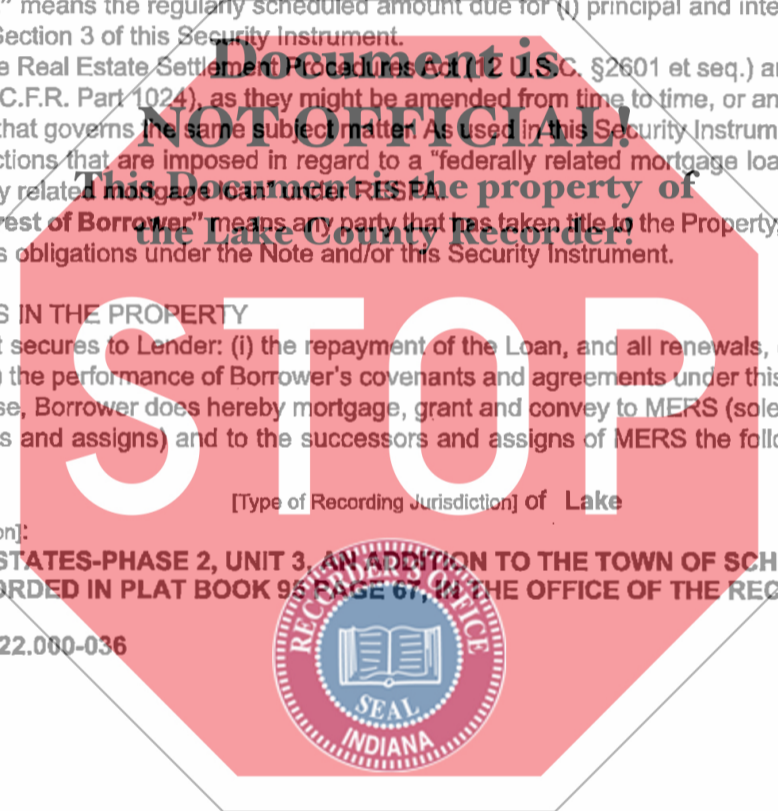 " means the regularly scheduled amount due for (i) principal and inte
Section 3 of this Security Instrument.
Document is
e Real Estate Settlement Procedures Act (12 U.S.C. §2601 et seq.) a
C.F.R. Part 1024), as they might be amended from time to time, or a
NOT OFFICIAL!
that governs the same subject matter. As used in this Security Instrum
ctions that are imposed in regard to a "federally related mortgage loa
This Document is the property of
y related mortgage loan" under RESPA.
rest of Borrower" means any party that has taken title to the Property,
the Lake County Recorder!
s obligations under the Note and/or this Security Instrument.
S IN THE PROPERTY
t secures to Lender: (i) the repayment of the Loan, and all renewals,
the performance of Borrower's covenants and agreements under this
se, Borrower does hereby mortgage, grant and convey to MERS (sole
s and assigns) and to the successors and assigns of MERS the follo
STOP
[Type of Recording Jurisdiction] of Lake
on]:
STATES-PHASE 2, UNIT 3, AN ADDITION TO THE TOWN OF SCH
ORDED IN PLAT BOOK 95 PAGE 67, IN THE OFFICE OF THE REC
22.000-036
RECORDER'S OFFICE
SEAL
INDIANA